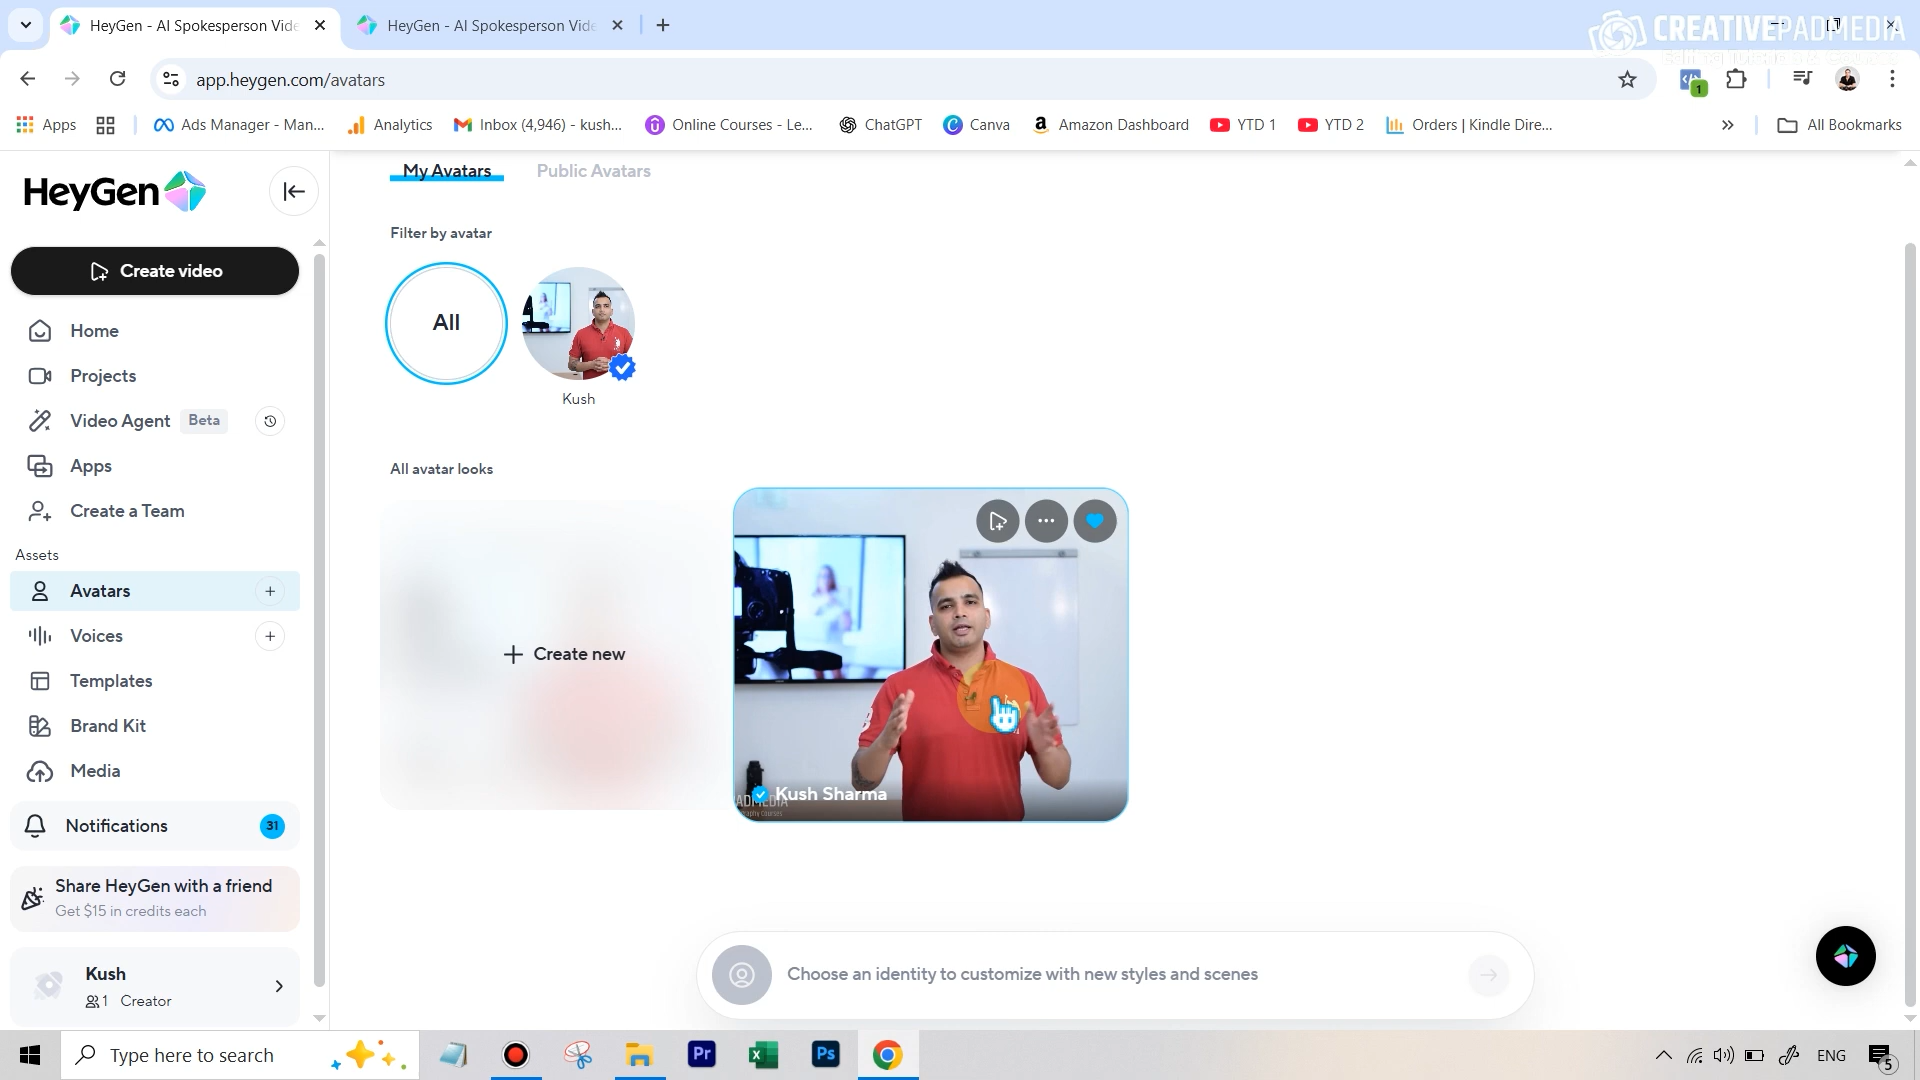 HeyGen - AI Spokesperson Vide
HeyGen - AI Spokesperson Vide
CREATIVEPADMEDIA
app.heygen.com/avatars
1
Apps
Ads Manager - Man...
Analytics
Inbox (4,946) - kush...
Online Courses - Le...
ChatGPT
Canva
Amazon Dashboard
YTD 1
YTD 2
Orders | Kindle Dire...
All Bookmarks
HeyGen
Create video
Home
Projects
Video Agent Beta
Apps
Create a Team
Assets
Avatars
Voices
Templates
Brand Kit
Media
Notifications 31
Share HeyGen with a friend
Get $15 in credits each
Kush
1 Creator
My Avatars
Public Avatars
Filter by avatar
All
Kush
All avatar looks
Create new
Kush Sharma
Choose an identity to customize with new styles and scenes
Type here to search
Pr
Ps
ENG
5